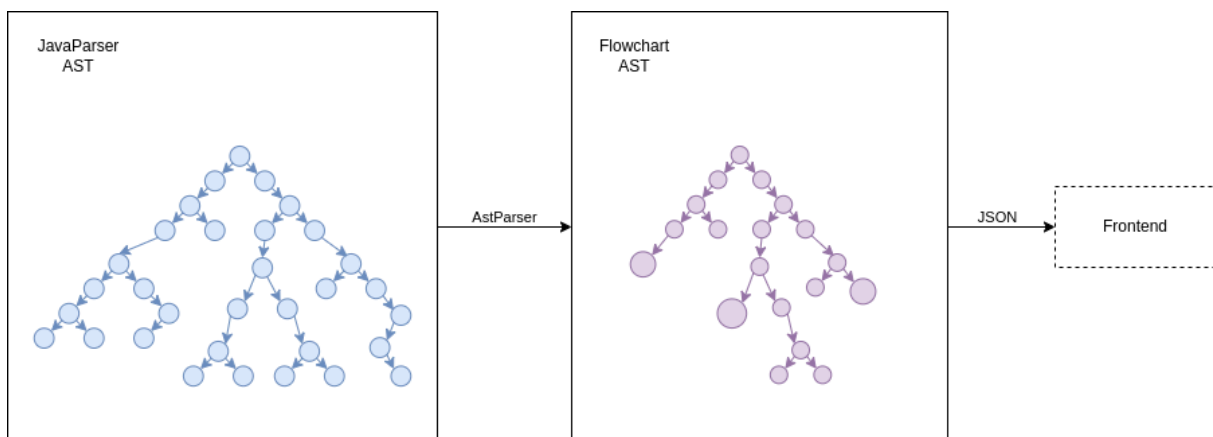 JavaParser
AST
Flowchart
AST
AstParser
JSON
Frontend